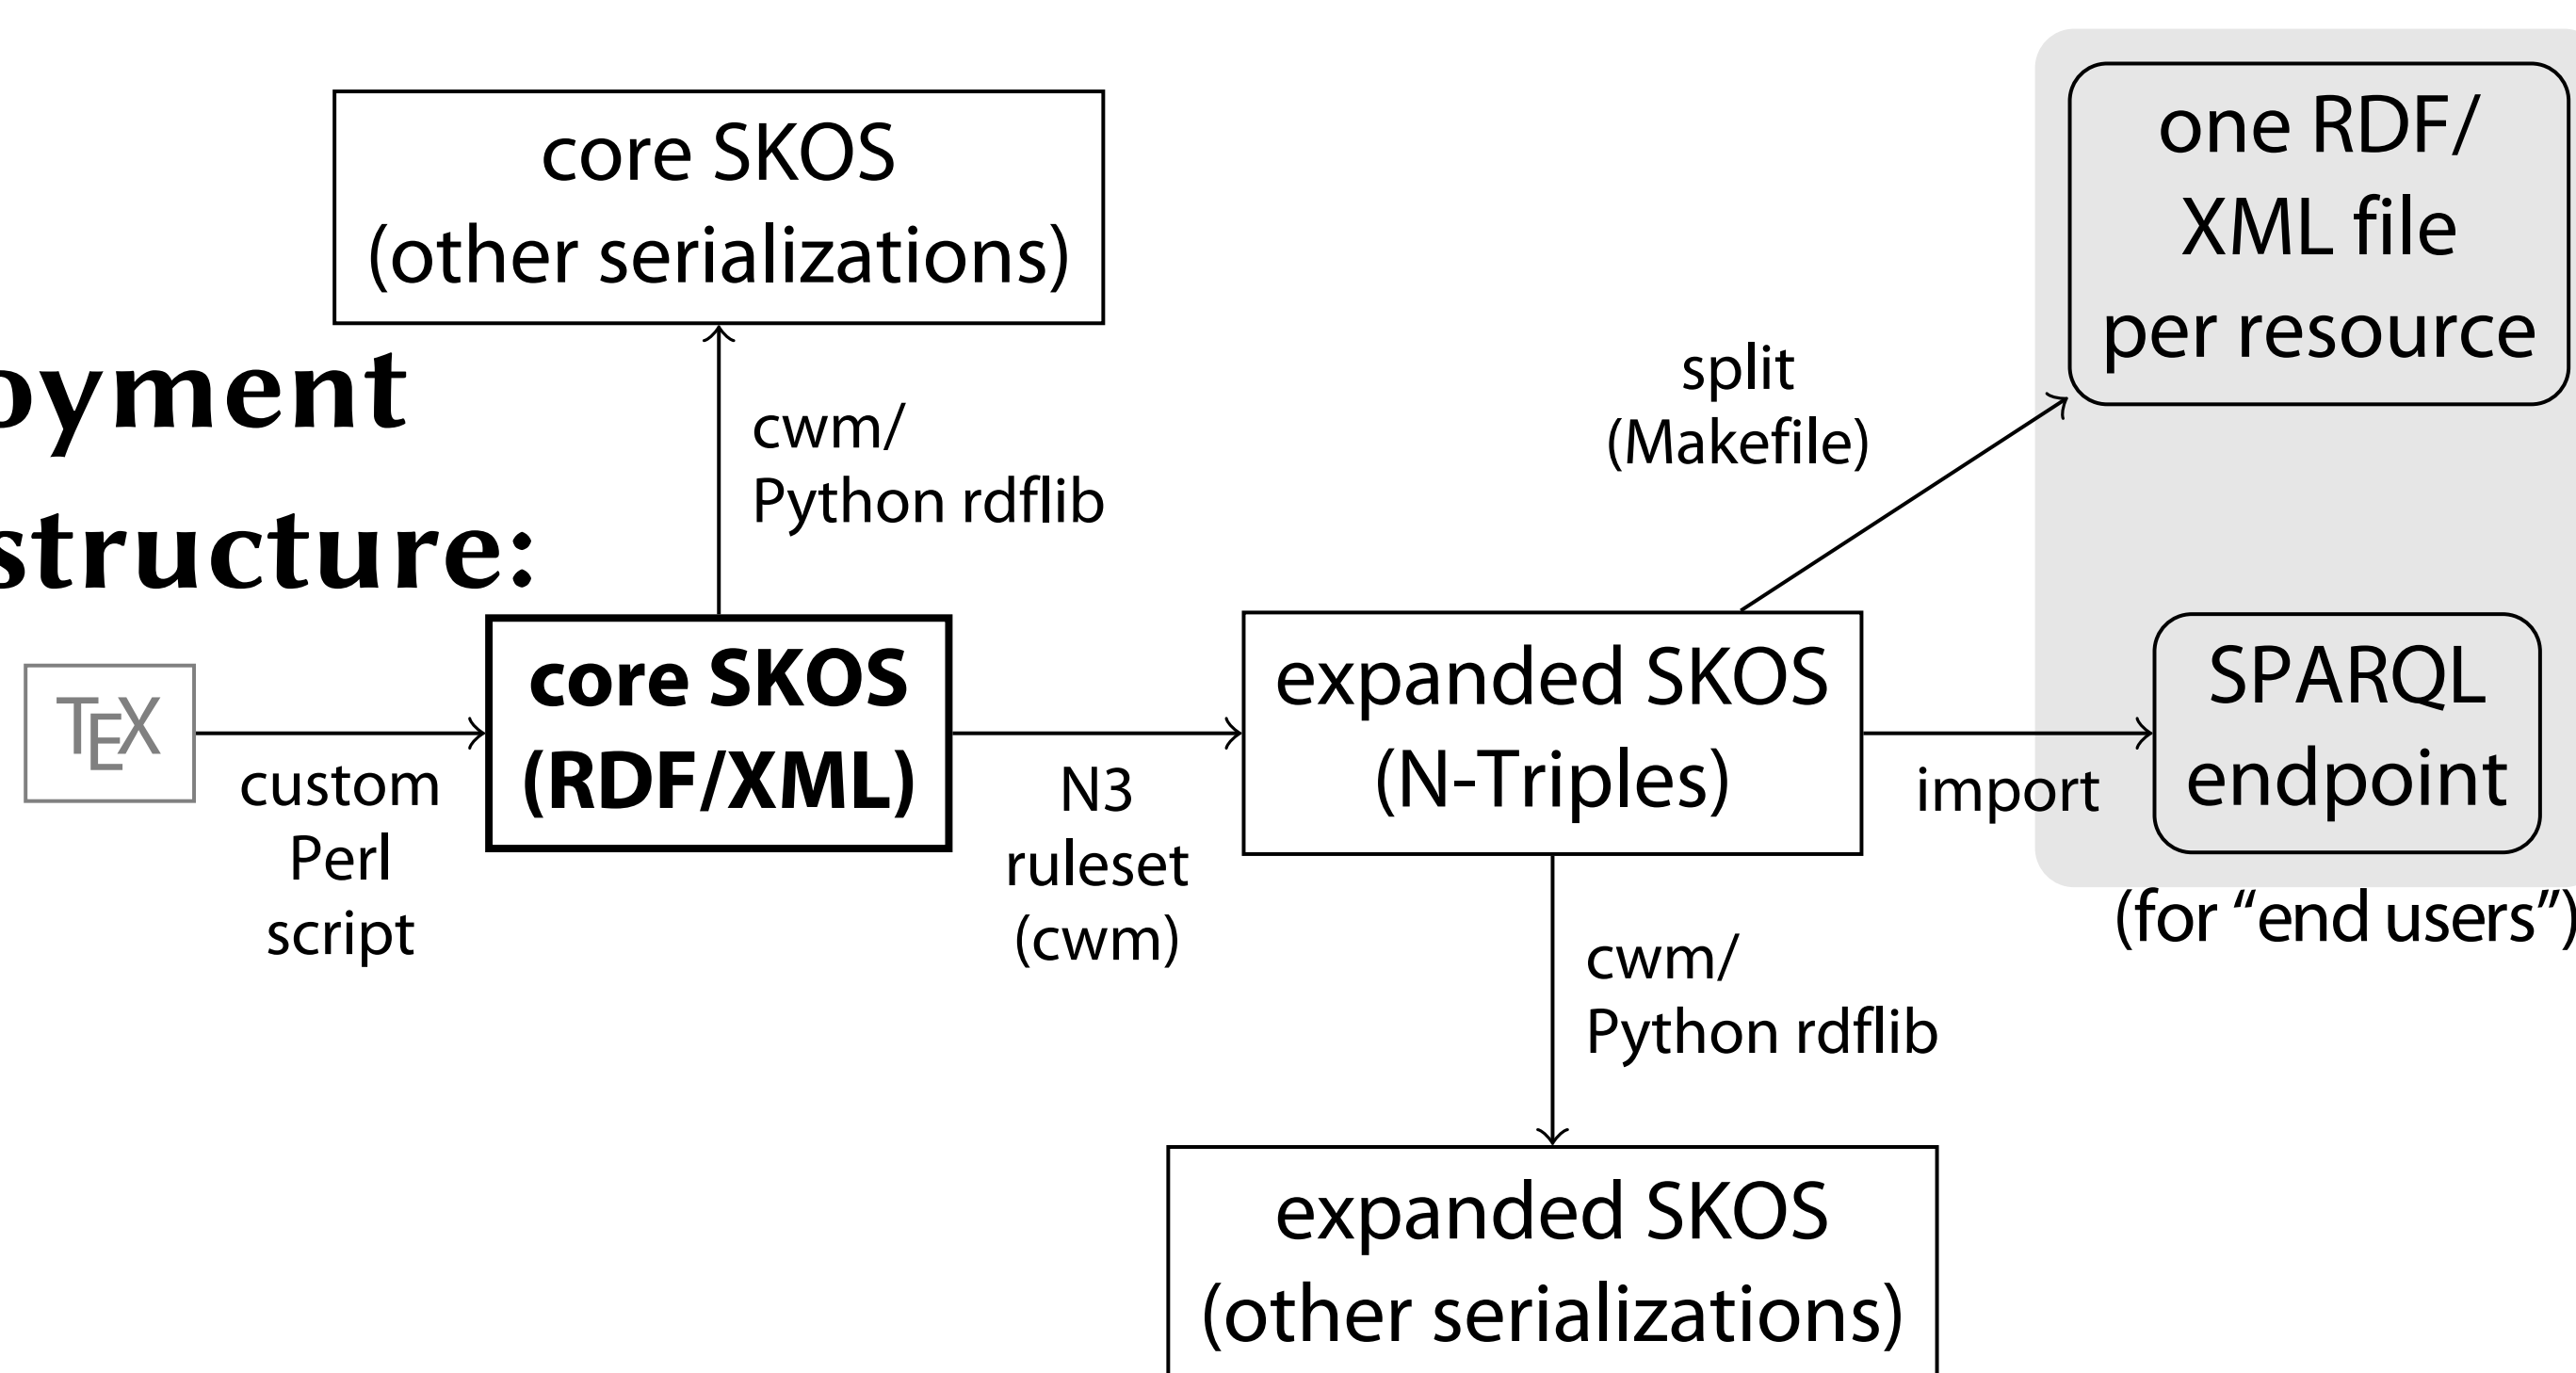 core SKOS
(other serializations)
one RDF/
XML file
per resource
split
(Makefile)
cwm/
Python rdflib
oyment
structure:
TEX
custom
Perl
script
core SKOS
(RDF/XML)
N3
ruleset
(cwm)
expanded SKOS
(N-Triples)
import
SPARQL
endpoint
(for “end users”)
cwm/
Python rdflib
expanded SKOS
(other serializations)